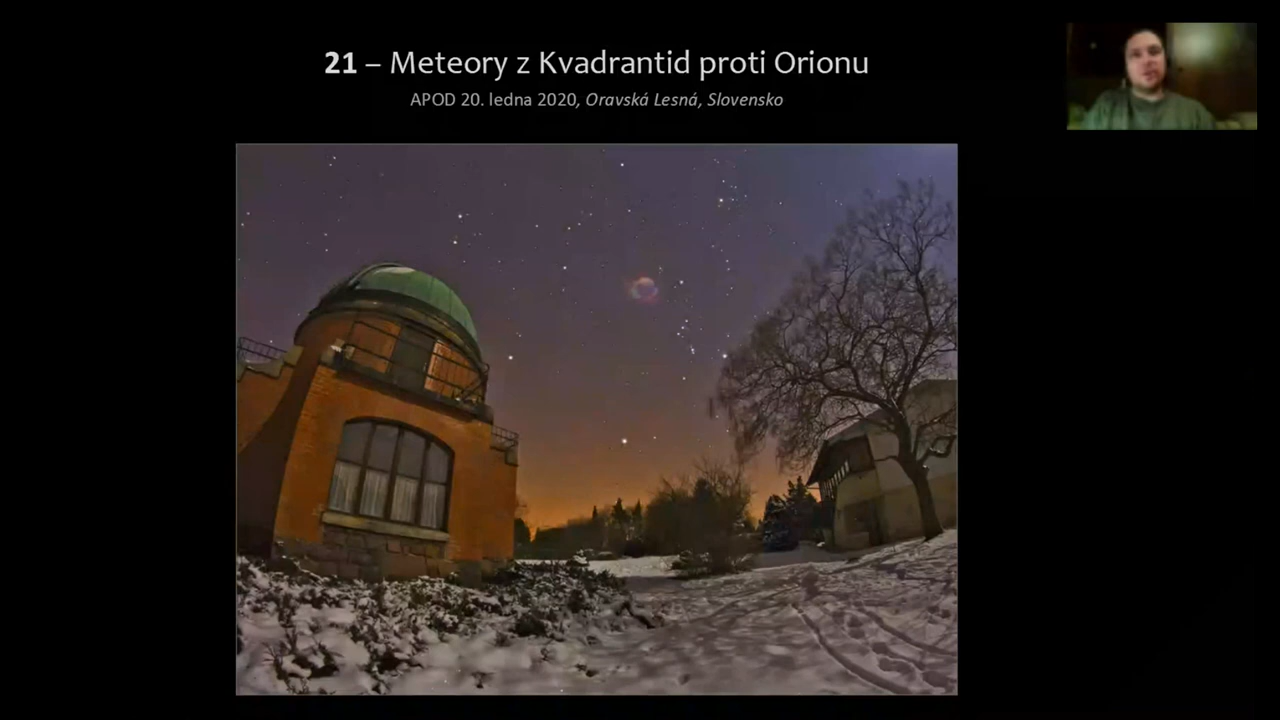 21 – Meteory z Kvadrantid proti Orionu
APOD 20. ledna 2020, Oravská Lesná, Slovensko